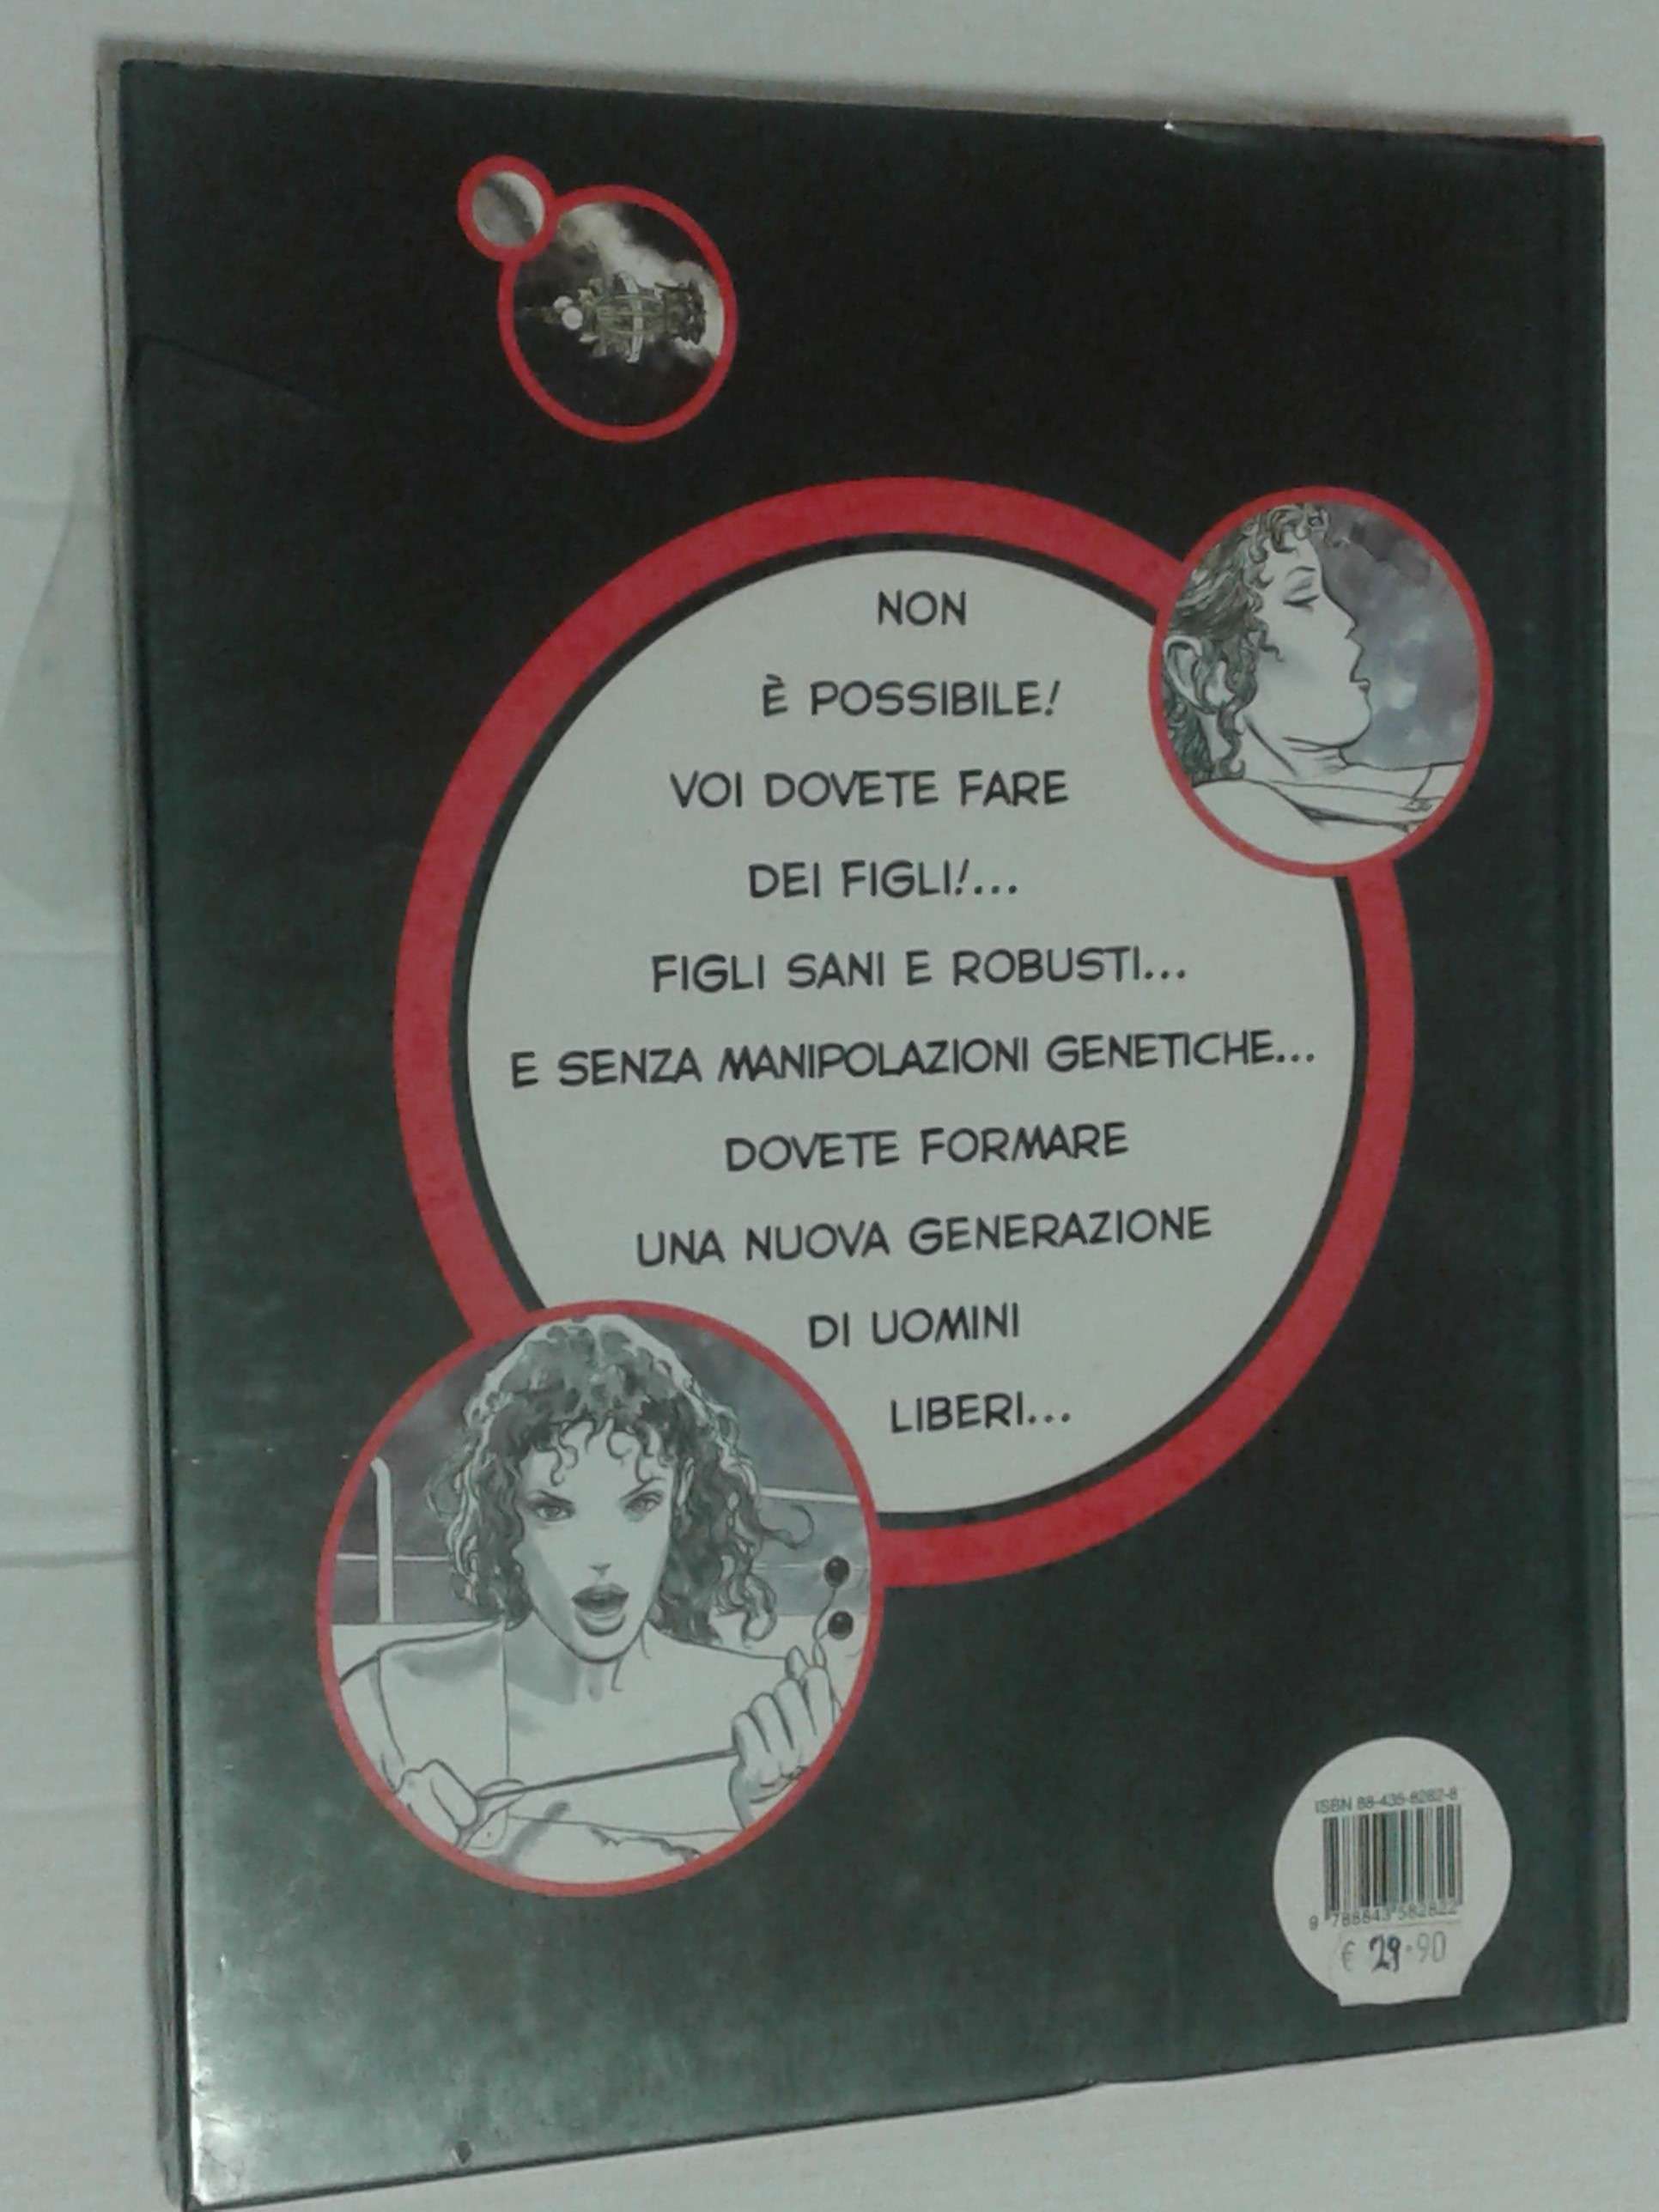 NON
È POSSIBILE!
VOI DOVETE FARE
DEI FIGLI!...
FIGLI SANI E ROBUSTI...
E SENZA MANIPOLAZIONI GENETICHE...
DOVETE FORMARE
UNA NUOVA GENERAZIONE
DI UOMINI
LIBERI...
ISBN 88-435-8282-8
9 788843 582822
€ 29.90